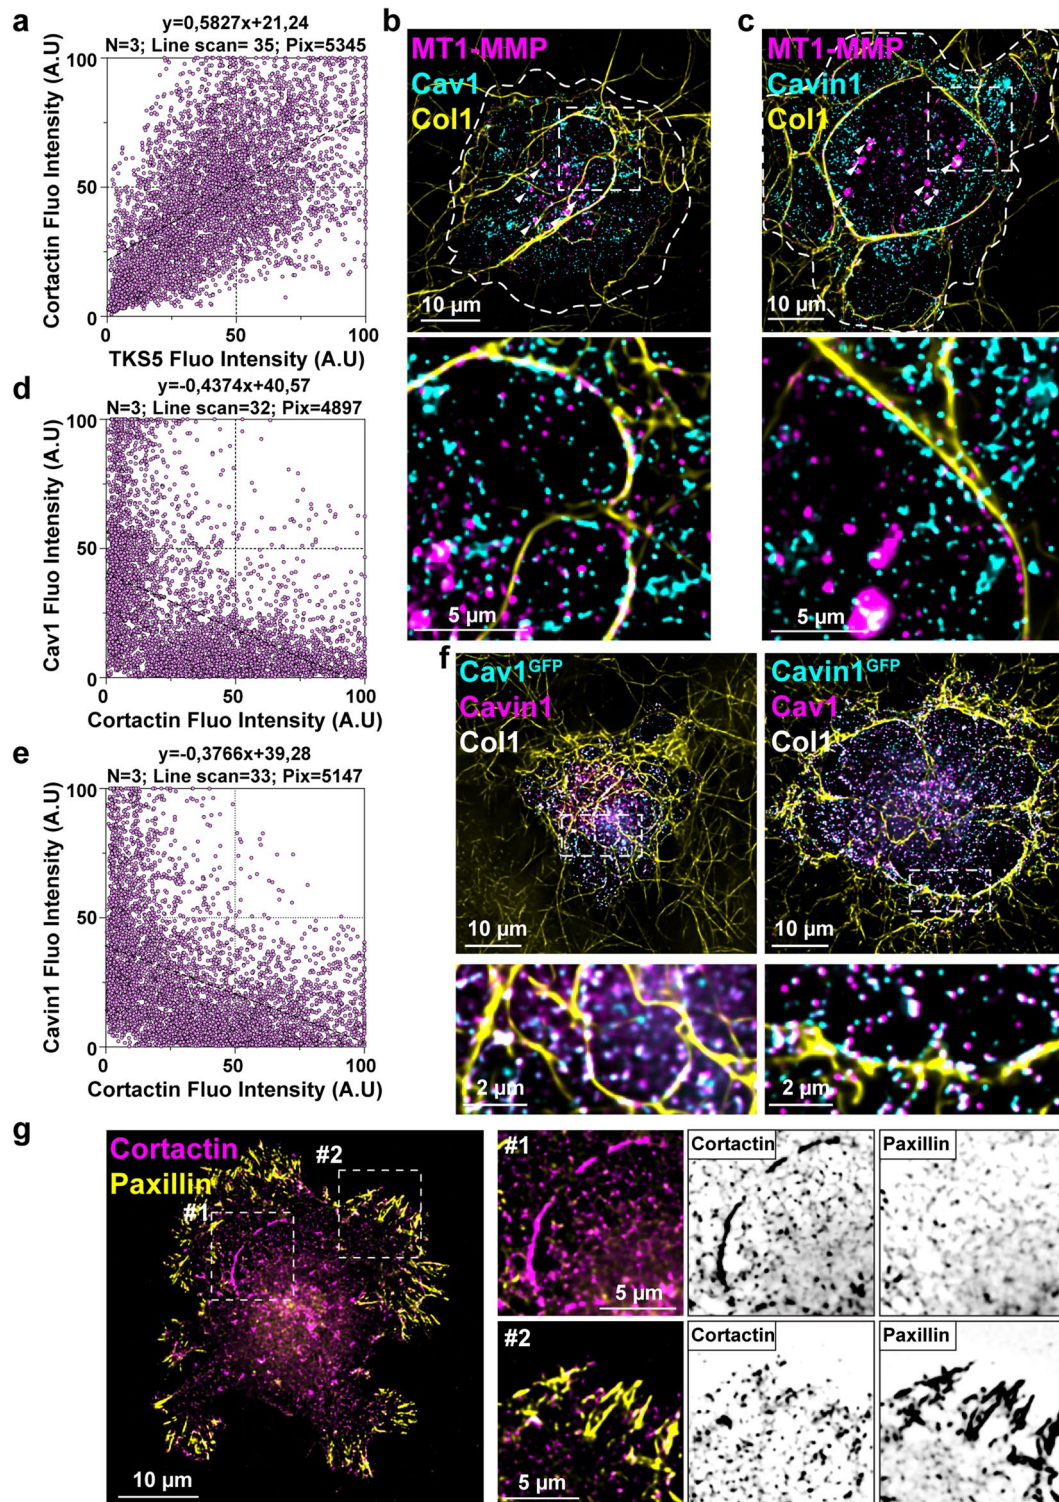 a
y=0,5827x+21,24
N=3; Line scan= 35; Pix=5345
Cortactin Fluo Intensity (A.U)
100
50
0
0
50
100
TKS5 Fluo Intensity (A.U)
b
MT1-MMP
Cav1
Col1
10 µm
5 µm
c
MT1-MMP
Cavin1
Col1
10 µm
5 µm
d
y=-0,4374x+40,57
N=3; Line scan=32; Pix=4897
Cav1 Fluo Intensity (A.U)
100
50
0
0
50
100
Cortactin Fluo Intensity (A.U)
e
y=-0,3766x+39,28
N=3; Line scan=33; Pix=5147
Cavin1 Fluo Intensity (A.U)
100
50
0
0
50
100
Cortactin Fluo Intensity (A.U)
f
Cav1GFP
Cavin1
Col1
10 µm
2 µm
Cavin1GFP
Cav1
Col1
10 µm
2 µm
g
Cortactin
Paxillin
#1
#2
10 µm
#1
5 µm
Cortactin
Paxillin
#2
5 µm
Cortactin
Paxillin